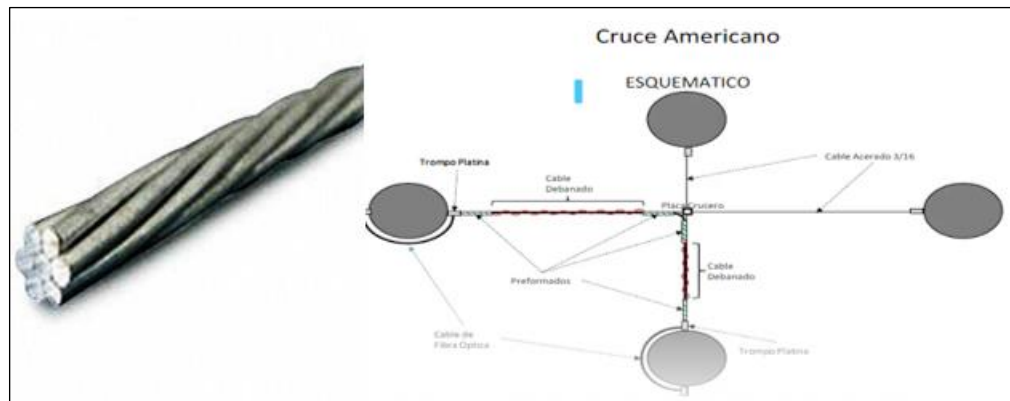 Cruce Americano
ESQUEMATICO
Trompo Platina
Cable
Debanado
Cable Acerado 3/16
Placa Crucero
Preformados
Cable
Debanado
Cable de
Fibra Optica
Trompo Platina